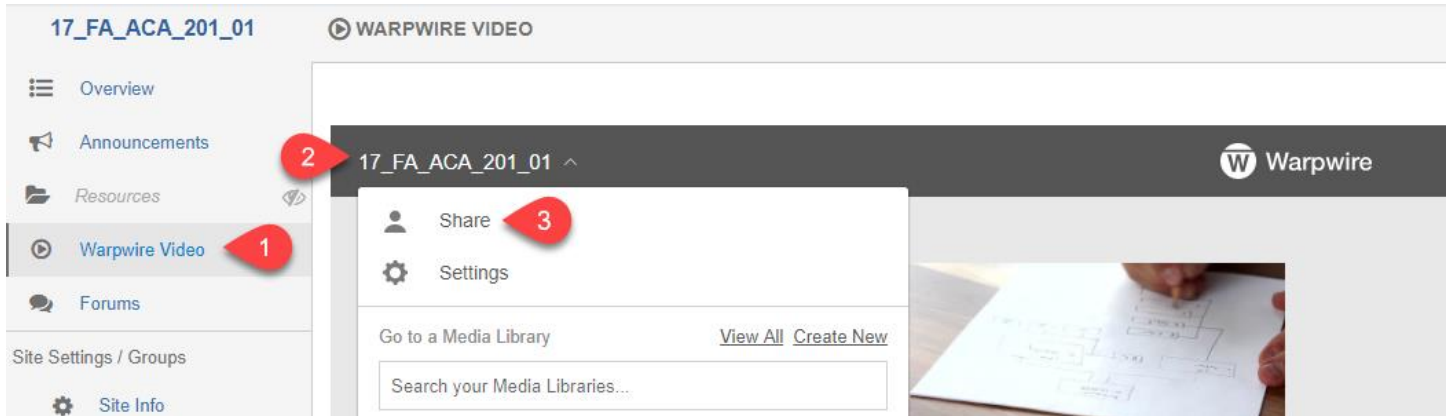 17_FA_ACA_201_01
WARPWIRE VIDEO
Overview
Announcements
Resources
Warpwire Video
1
Forums
Site Settings / Groups
Site Info
2
17_FA_ACA_201_01
W Warpwire
Share
3
Settings
Go to a Media Library View All Create New
Search your Media Libraries...